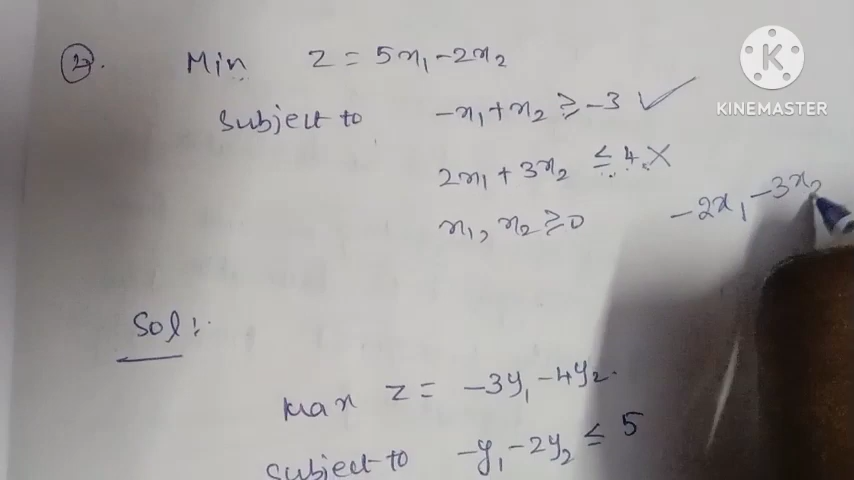 2. Min Z = 5x₁ - 2x₂
Subject to -x₁ + x₂ ≥ -3 ✓
2x₁ + 3x₂ ≤ 4. ✗
x₁, x₂ ≥ 0
-2x₁ - 3x₂
Sol:
Max Z = -3y₁ - 4y₂.
Subject to -y₁ - 2y₂ ≤ 5
K
KINEMASTER